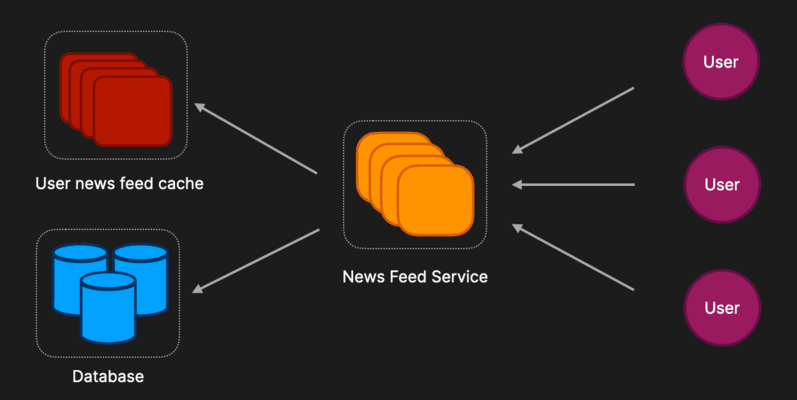 User
User news feed cache
User
News Feed Service
User
Database